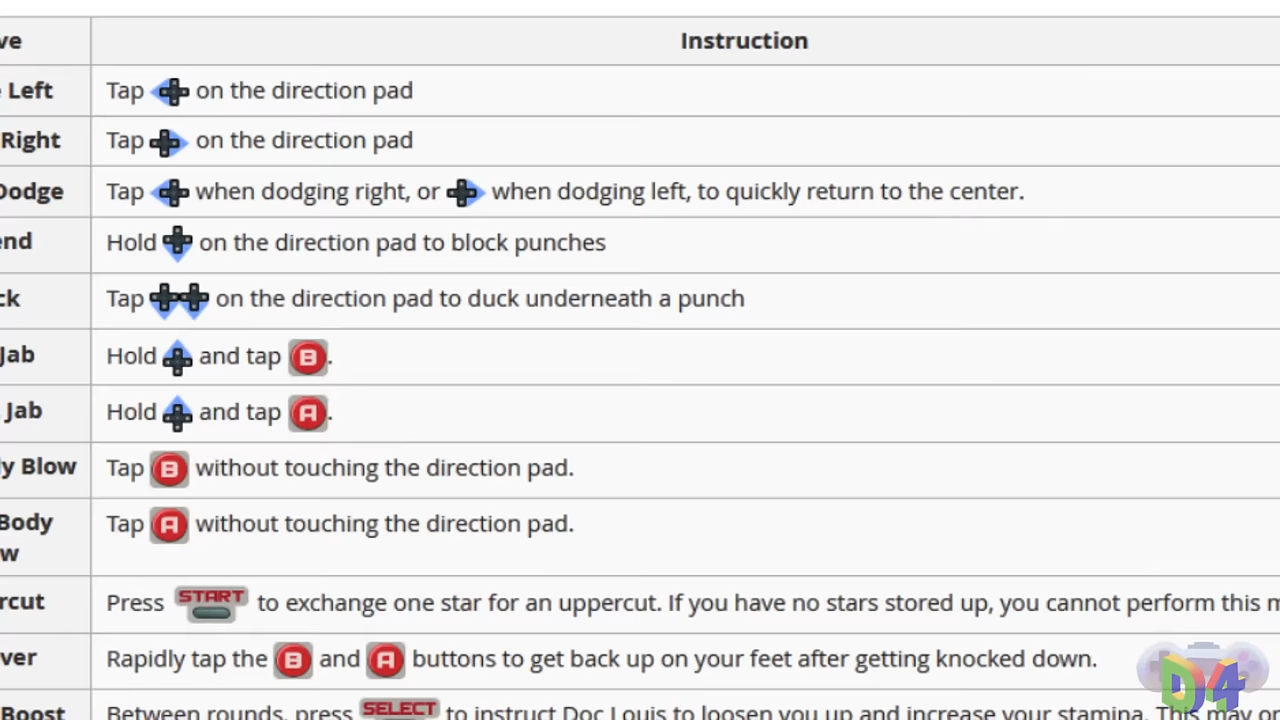 ve Instruction
Left Tap on the direction pad
Right Tap on the direction pad
Dodge Tap when dodging right, or when dodging left, to quickly return to the center.
end Hold on the direction pad to block punches
ck Tap on the direction pad to duck underneath a punch
Jab Hold and tap B.
Jab Hold and tap A.
y Blow Tap B without touching the direction pad.
Body Tap A without touching the direction pad.
w
rcut Press START to exchange one star for an uppercut. If you have no stars stored up, you cannot perform this m
ver Rapidly tap the B and A buttons to get back up on your feet after getting knocked down.
Boost Between rounds, press SELECT to instruct Doc Louis to loosen you up and increase your stamina. This may on
D4